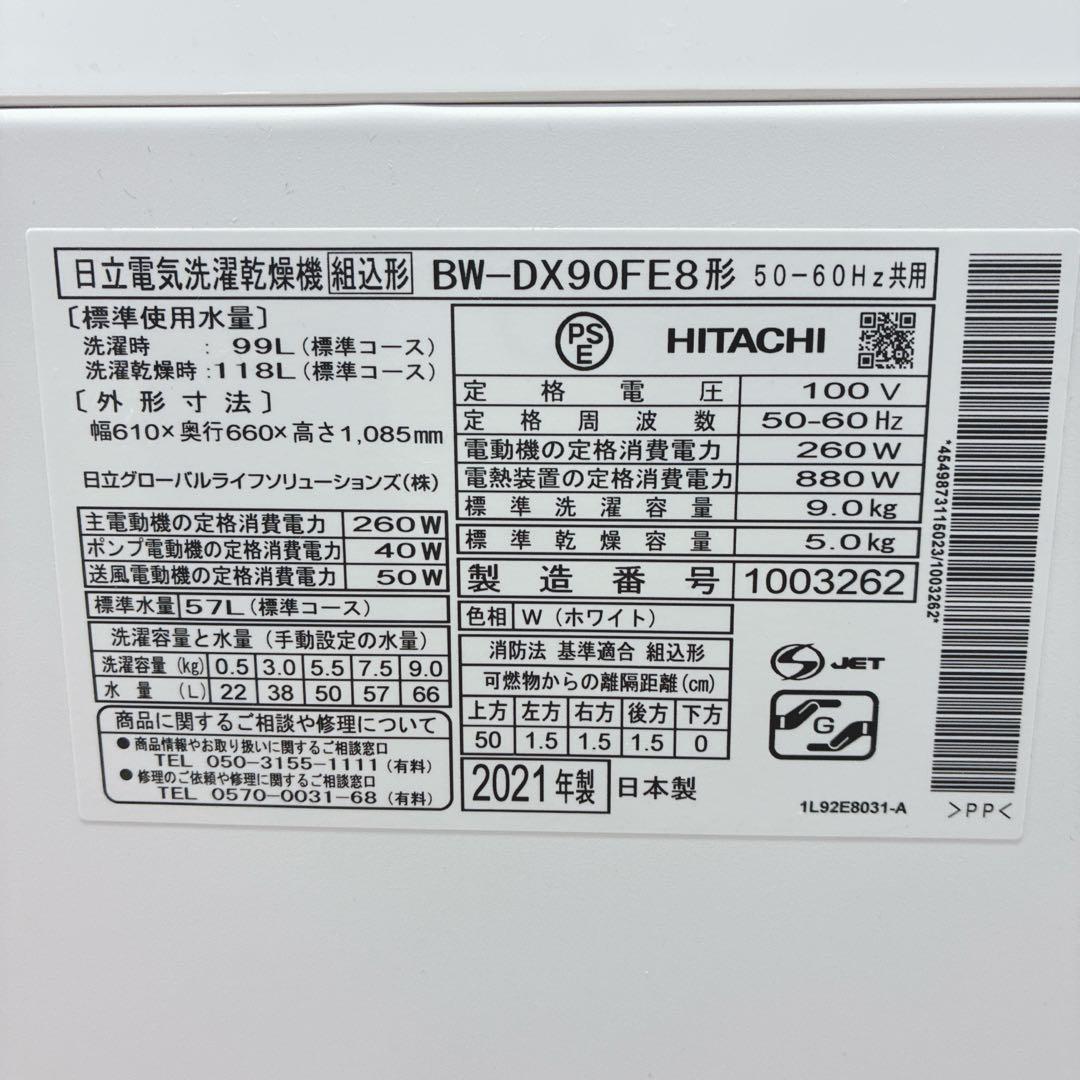 日立電気洗濯乾燥機 組込形 BW-DX90FE8形 50-60Hz共用
〔標準使用水量〕
洗濯時 : 99L(標準コース)
洗濯乾燥時:118L(標準コース)
〔外形寸法〕
幅610×奥行660×高さ1,085mm
日立グローバルライフソリューションズ(株)
主電動機の定格消費電力 260W
ポンプ電動機の定格消費電力 40W
送風電動機の定格消費電力 50W
標準水量 57L(標準コース)
洗濯容量と水量(手動設定の水量)
洗濯容量(kg) 0.5 3.0 5.5 7.5 9.0
水量(L) 22 38 50 57 66
商品に関するご相談や修理について
●商品情報やお取り扱いに関するご相談窓口
TEL 050-3155-1111(有料)
●修理のご依頼や修理に関するご相談窓口
TEL 0570-0031-68(有料)
PSE HITACHI
定格電圧 100V
定格周波数 50-60Hz
電動機の定格消費電力 260W
電熱装置の定格消費電力 880W
標準洗濯容量 9.0kg
標準乾燥容量 5.0kg
製造番号 1003262
色相 W(ホワイト)
消防法 基準適合 組込形
可燃物からの離隔距離(cm)
上方 左方 右方 後方 下方
50 1.5 1.5 1.5 0
2021年製 日本製
S JET
G
1L92E8031-A
*4549873115023/1003262*
>PP<